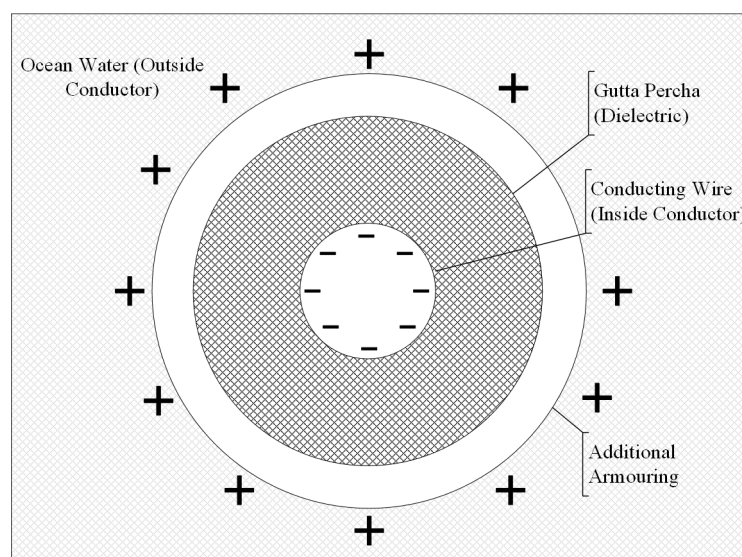 Ocean Water (Outside
Conductor)
Gutta Percha
(Dielectric)
Conducting Wire
(Inside Conductor)
Additional
Armouring